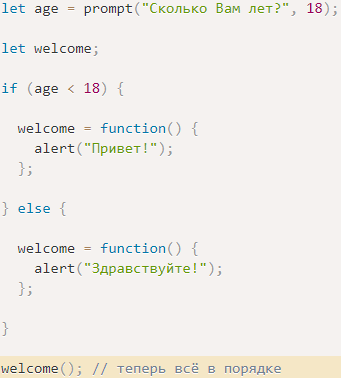 let age = prompt("Сколько Вам лет?", 18);
let welcome;
if (age < 18) {
welcome = function() {
alert("Привет!");
};
} else {
welcome = function() {
alert("Здравствуйте!");
};
}
welcome(); // теперь всё в порядке